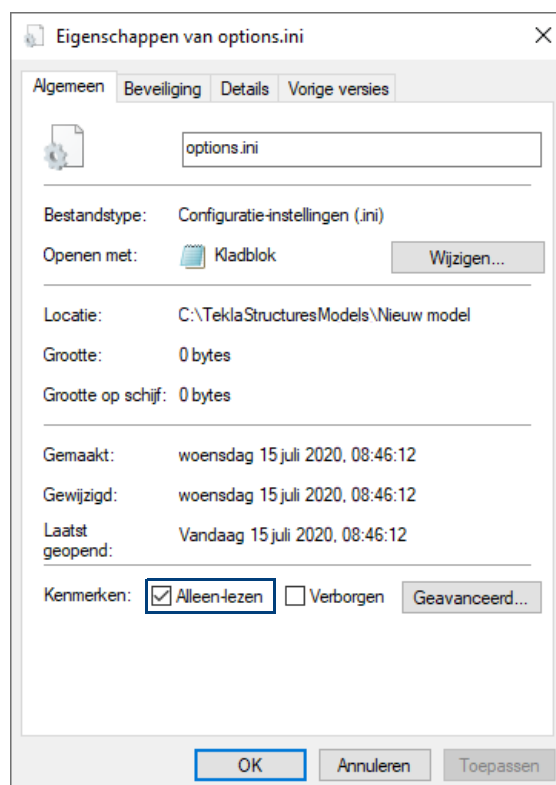 Eigenschappen van options.ini
Algemeen Beveiliging Details Vorige versies
options.ini
Bestandstype: Configuratie-instellingen (.ini)
Openen met: Kladblok Wijzigen...
Locatie: C:\TeklaStructuresModels\Nieuw model
Grootte: 0 bytes
Grootte op schijf: 0 bytes
Gemaakt: woensdag 15 juli 2020, 08:46:12
Gewijzigd: woensdag 15 juli 2020, 08:46:12
Laatst geopend: Vandaag 15 juli 2020, 08:46:12
Kenmerken: Alleen-lezen Verborgen Geavanceerd...
OK Annuleren Toepassen